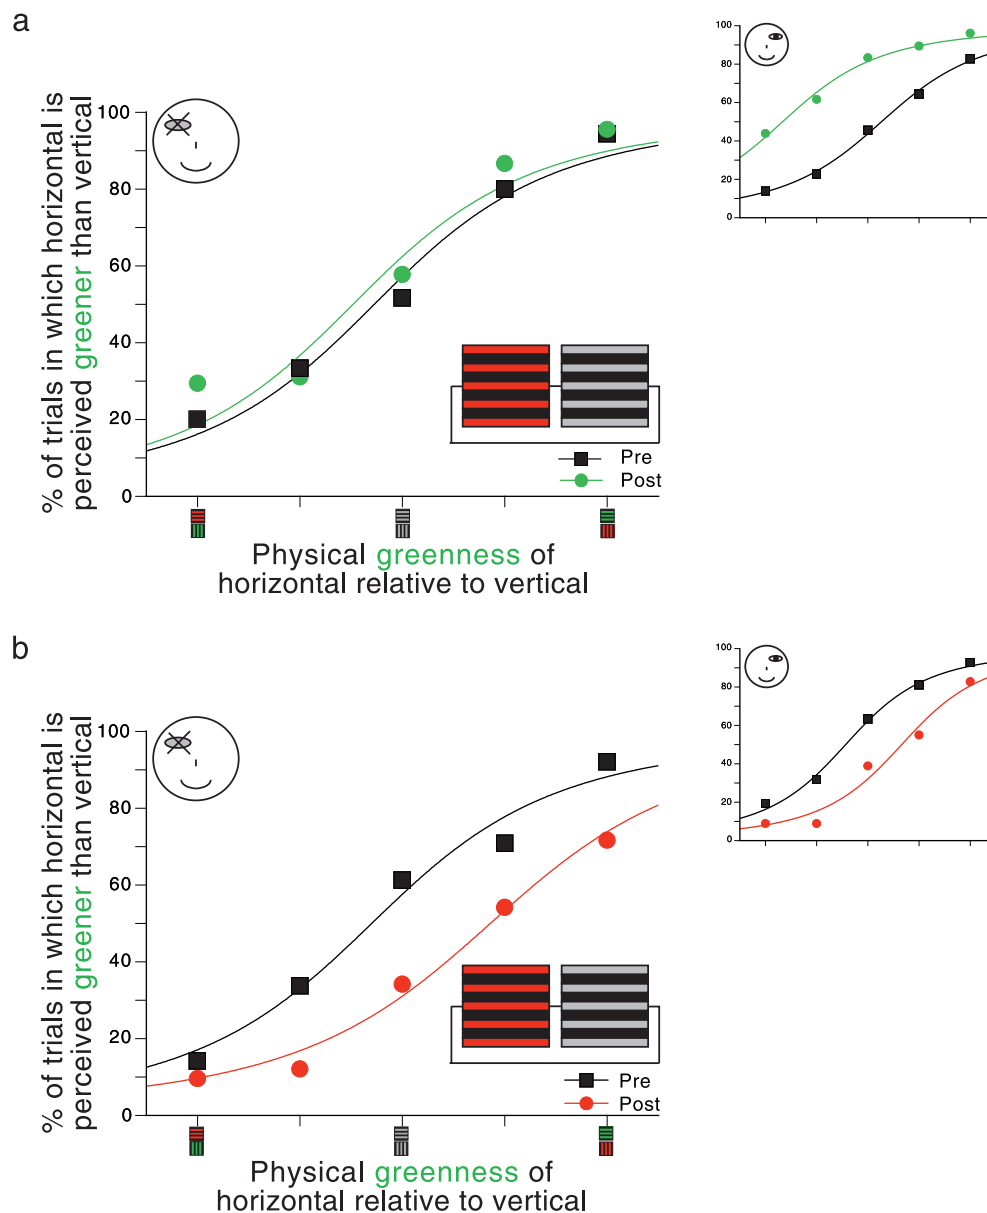 a
% of trials in which horizontal is
perceived greener than vertical
100
80
60
40
20
0
Pre
Post
Physical greenness of
horizontal relative to vertical
100
80
60
40
20
0
b
% of trials in which horizontal is
perceived greener than vertical
100
80
60
40
20
0
Pre
Post
Physical greenness of
horizontal relative to vertical
100
80
60
40
20
0